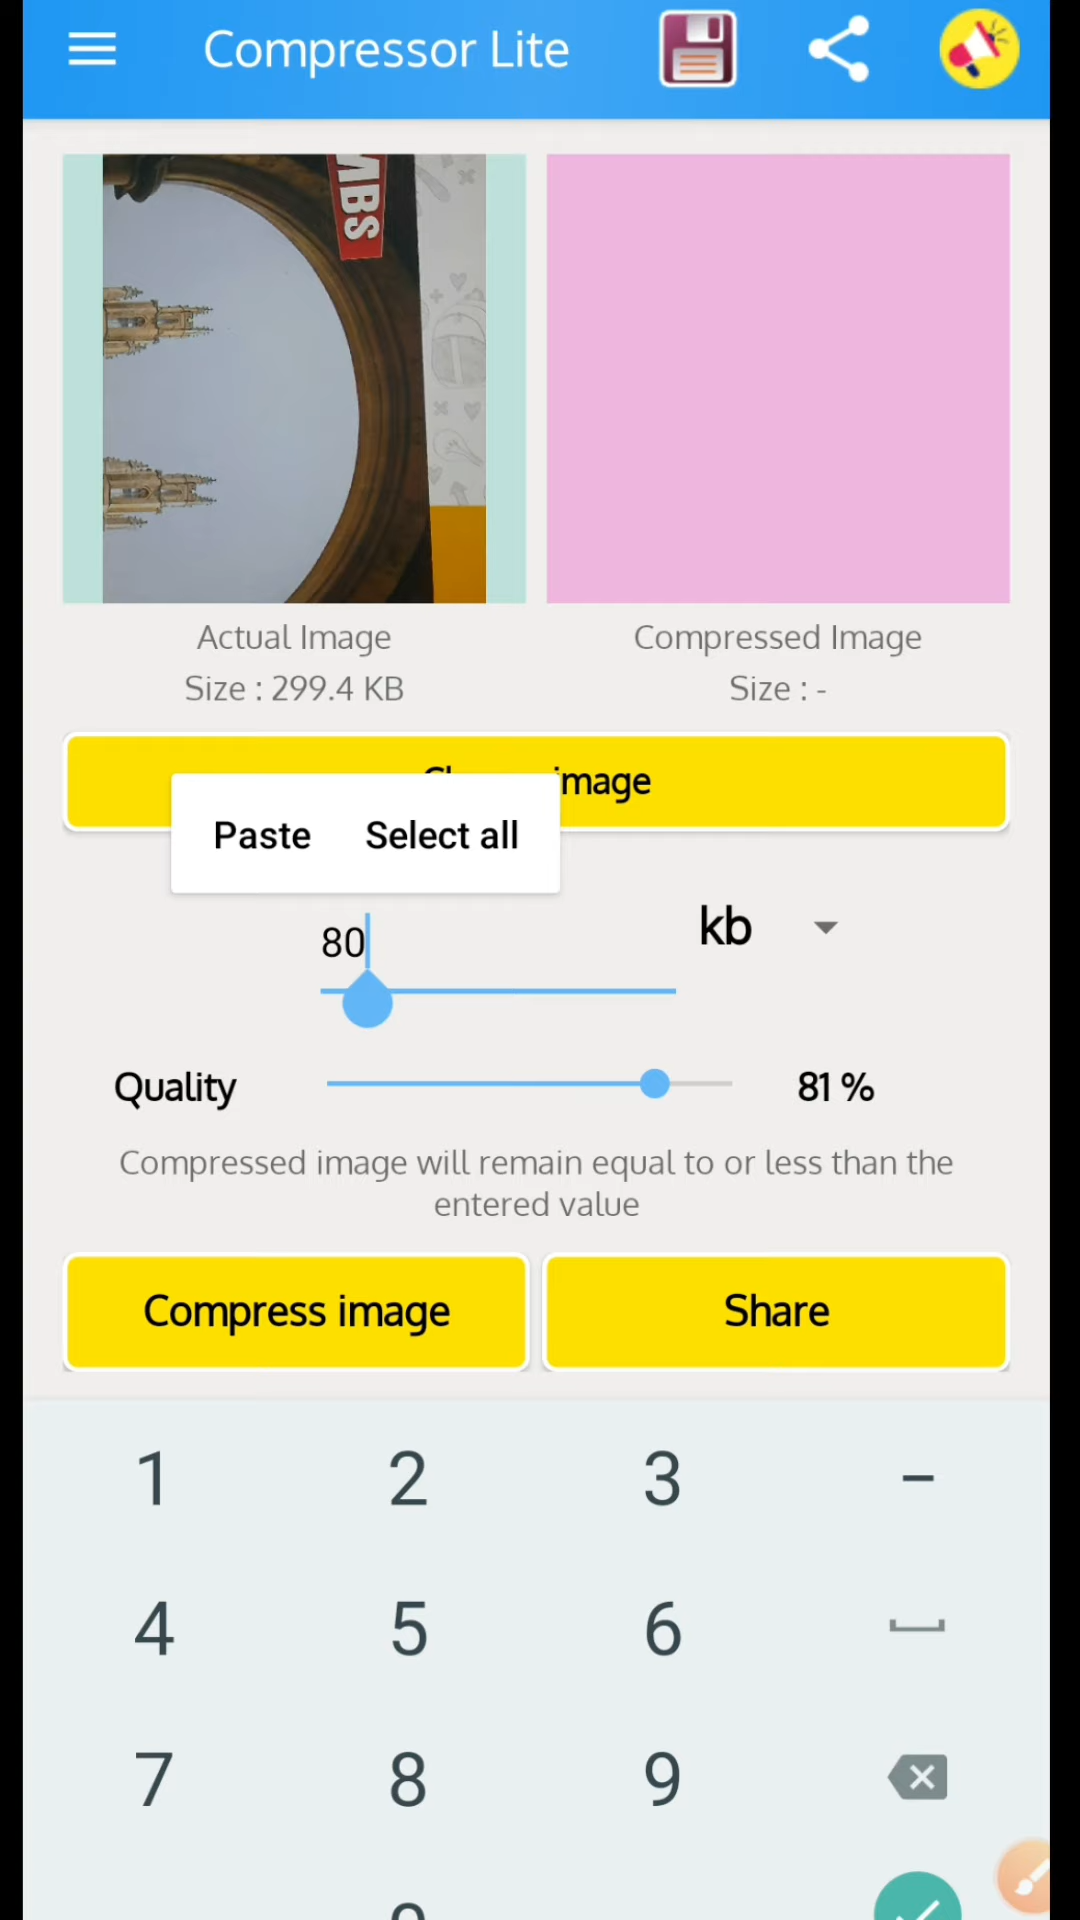 Compressor Lite
MBS
Actual Image
Compressed Image
Size : 299.4 KB
Size : -
image
Paste Select all
80
kb
Quality
81 %
Compressed image will remain equal to or less than the
entered value
Compress image
Share
1 2 3 –
4 5 6
7 8 9